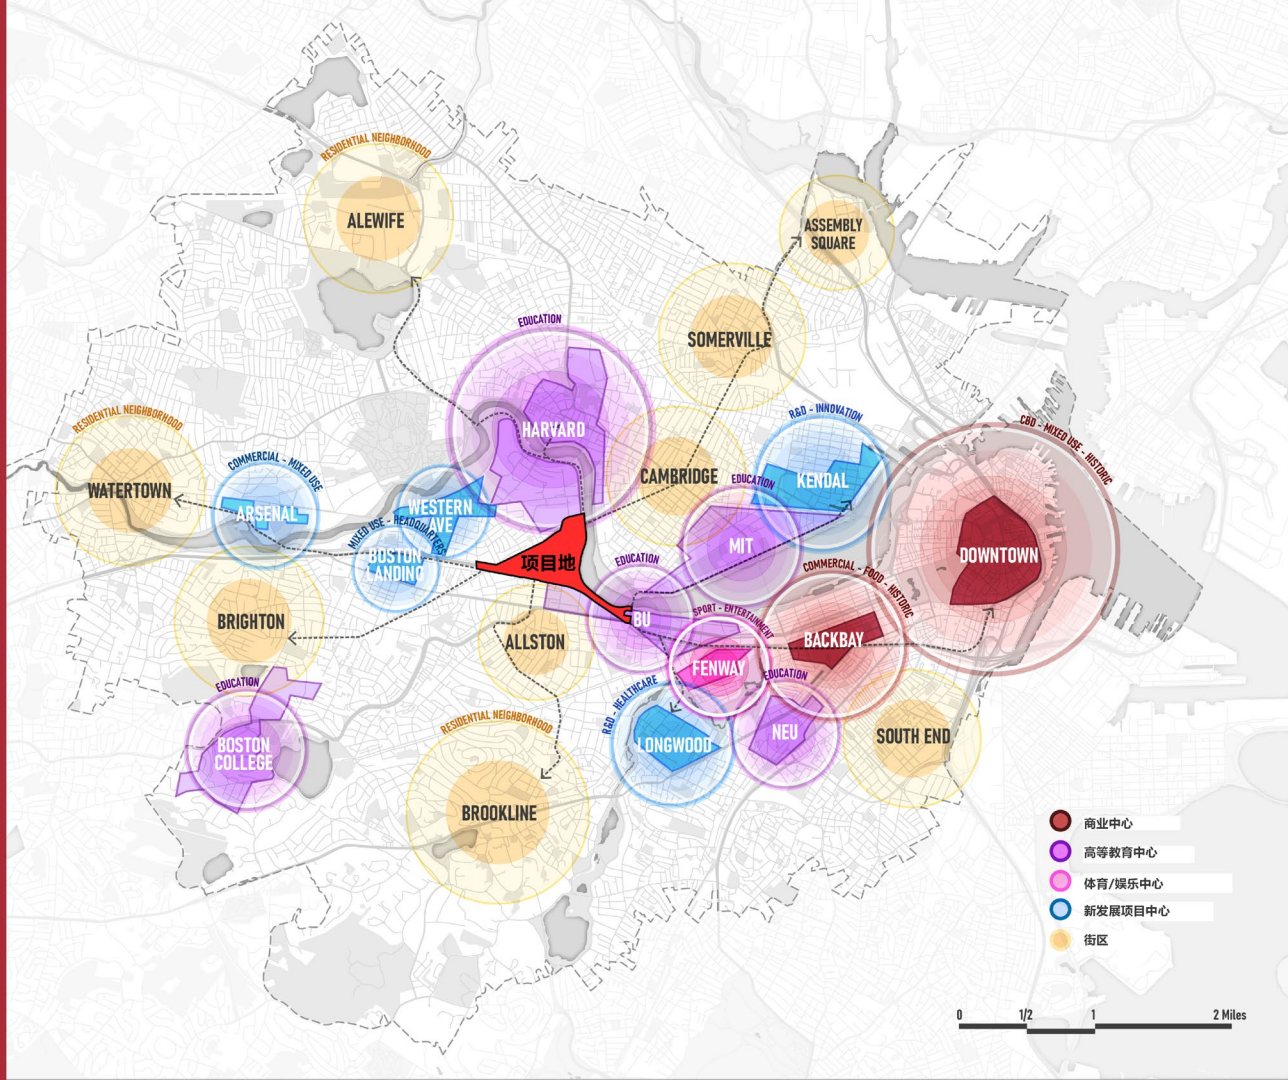 RESIDENTIAL NEIGHBORHOOD
ALEWIFE
ASSEMBLY
SQUARE
EDUCATION
SOMERVILLE
RESIDENTIAL NEIGHBORHOOD
WATERTOWN
COMMERCIAL - MIXED USE
ARSENAL
HARVARD
CAMBRIDGE
R&D - INNOVATION
KENDAL
CBD - MIXED USE - HISTORIC
DOWNTOWN
WESTERN
AVE
MIXED USE - HEADQUARTERS
BOSTON
LANDING
项目地
EDUCATION
MIT
EDUCATION
BU
COMMERCIAL - FOOD - HISTORIC
BACKBAY
BRIGHTON
ALLSTON
SPORT - ENTERTAINMENT
FENWAY
EDUCATION
NEU
EDUCATION
BOSTON
COLLEGE
RESIDENTIAL NEIGHBORHOOD
BROOKLINE
R&D - HEALTHCARE
LONGWOOD
SOUTH END
商业中心
高等教育中心
体育/娱乐中心
新发展项目中心
街区
0 1/2 1 2 Miles